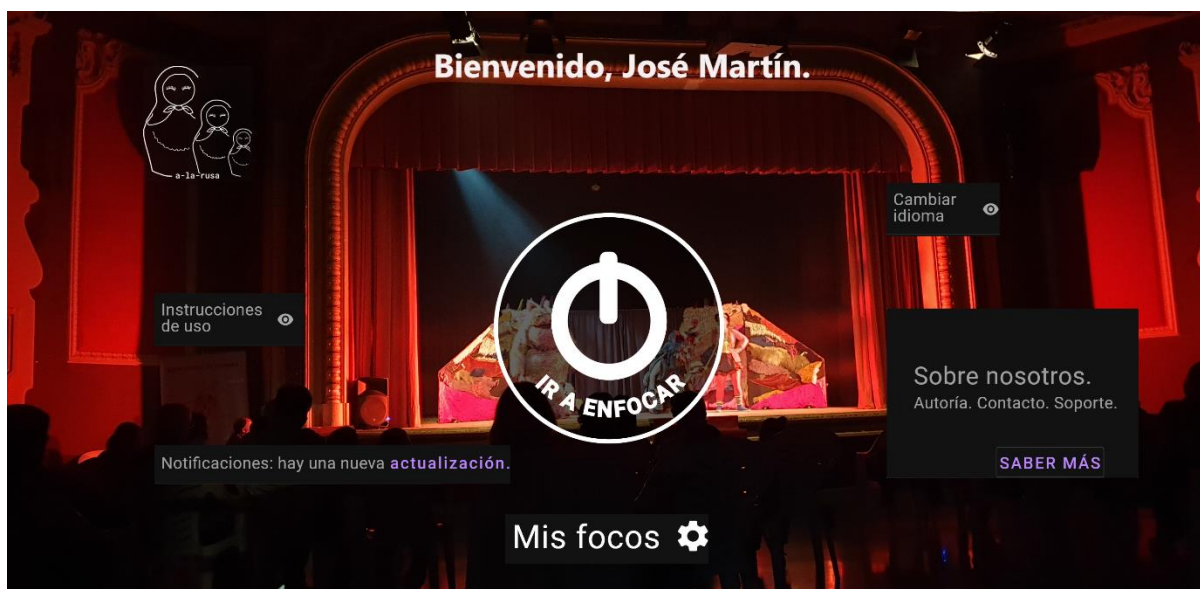 Bienvenido, José Martín.
a-la-rusa
Cambiar
idioma
Instrucciones
de uso
IR A ENFOCAR
Sobre nosotros.
Autoría. Contacto. Soporte.
SABER MÁS
Notificaciones: hay una nueva actualización.
Mis focos